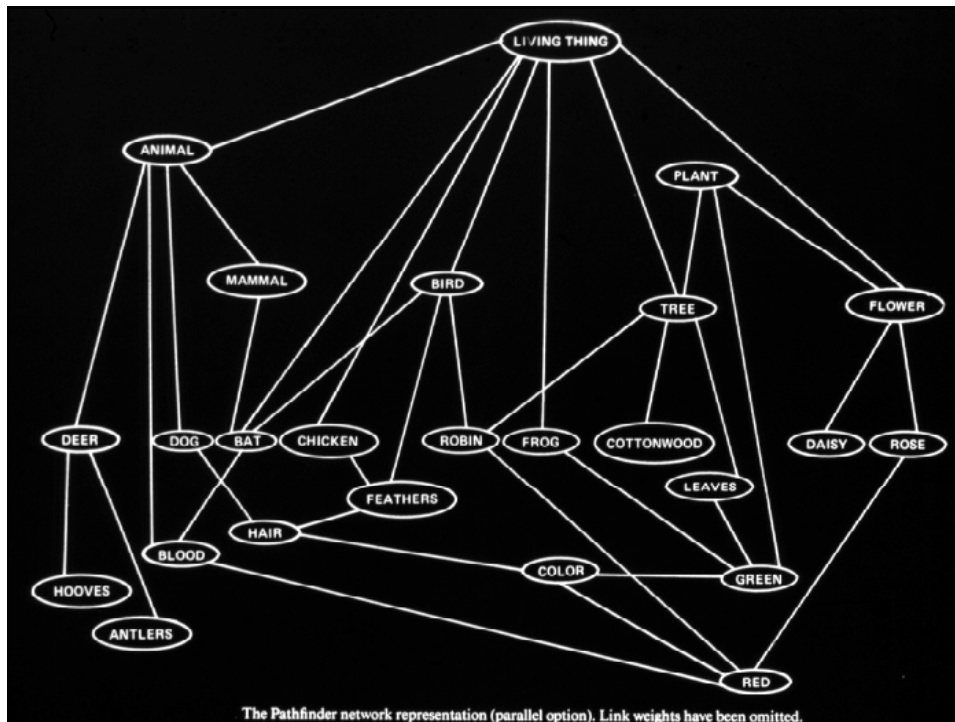 LIVING THING
ANIMAL
PLANT
MAMMAL
BIRD
TREE
FLOWER
DEER
DOG
BAT
CHICKEN
ROBIN
FROG
COTTONWOOD
DAISY
ROSE
LEAVES
FEATHERS
HAIR
BLOOD
COLOR
GREEN
HOOVES
ANTLERS
RED
The Pathfinder network representation (parallel option). Link weights have been omitted.